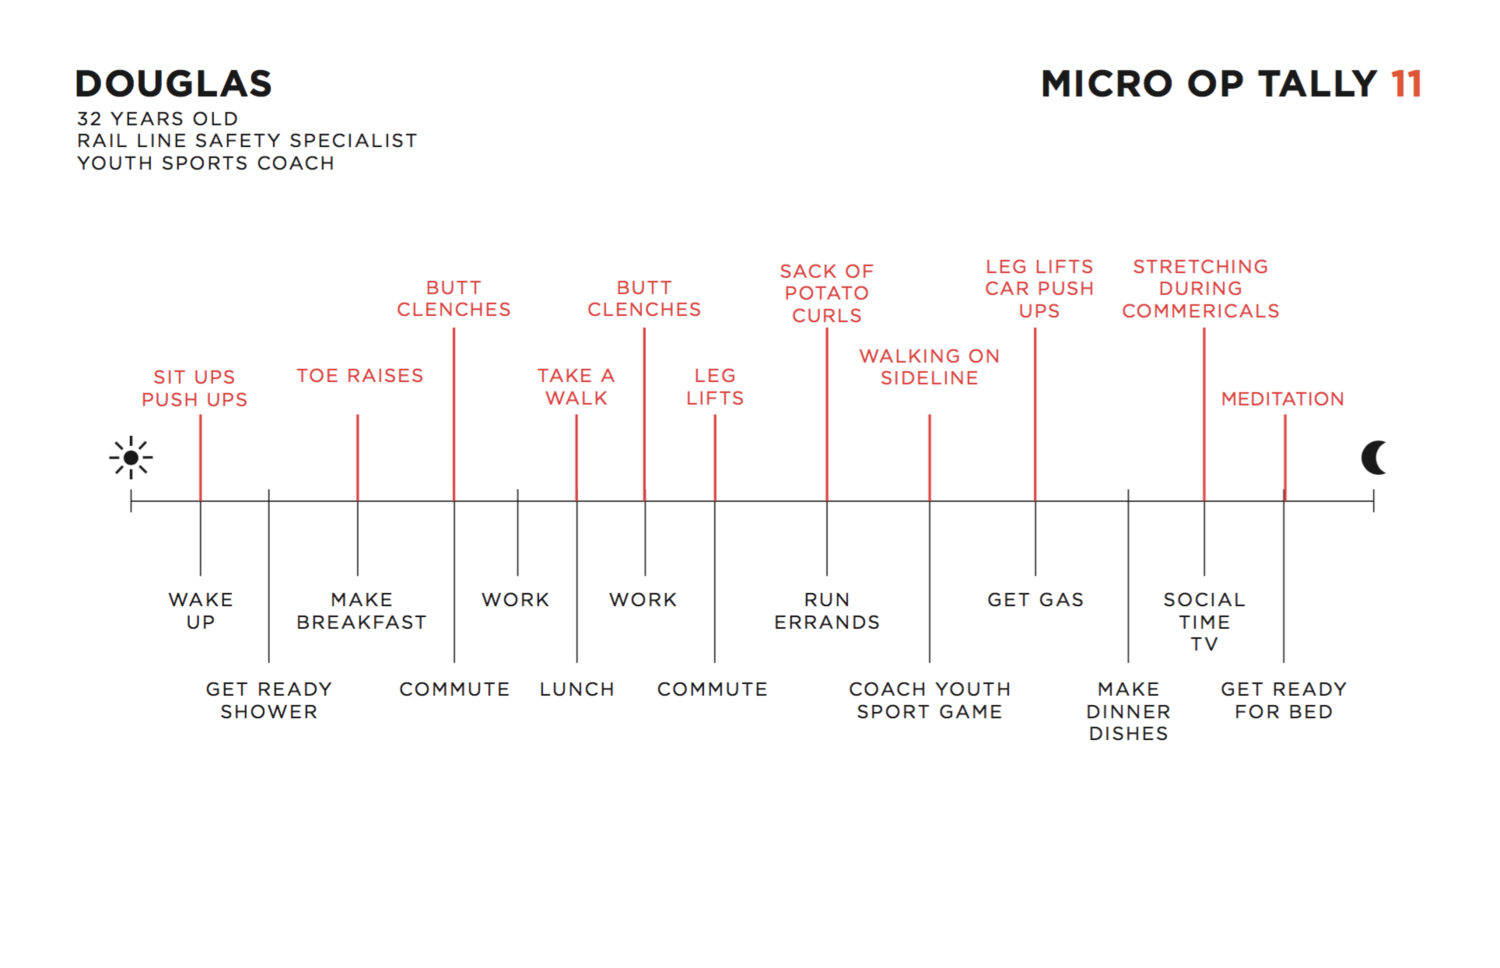 DOUGLAS
32 YEARS OLD
RAIL LINE SAFETY SPECIALIST
YOUTH SPORTS COACH
MICRO OP TALLY 11
SIT UPS
PUSH UPS
TOE RAISES
BUTT
CLENCHES
TAKE A
WALK
BUTT
CLENCHES
LEG
LIFTS
SACK OF
POTATO
CURLS
WALKING ON
SIDELINE
LEG LIFTS
CAR PUSH
UPS
STRETCHING
DURING
COMMERICALS
MEDITATION
WAKE
UP
GET READY
SHOWER
MAKE
BREAKFAST
COMMUTE
WORK
LUNCH
WORK
COMMUTE
RUN
ERRANDS
COACH YOUTH
SPORT GAME
GET GAS
MAKE
DINNER
DISHES
SOCIAL
TIME
TV
GET READY
FOR BED